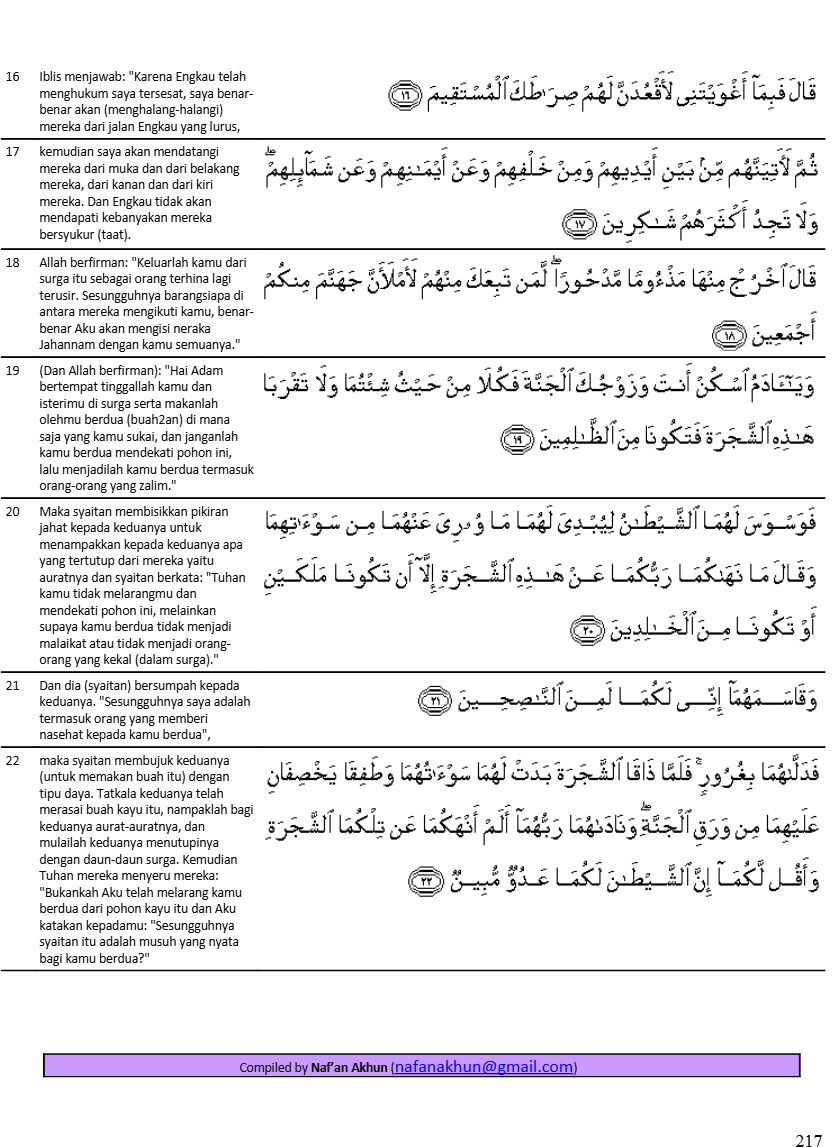 16 Iblis menjawab: "Karena Engkau telah
menghukum saya tersesat, saya benar-
benar akan (menghalang-halangi)
mereka dari jalan Engkau yang lurus,
قَالَ فَبِمَآ أَغْوَيْتَنِى لَأَقْعُدَنَّ لَهُمْ صِرَٰطَكَ ٱلْمُسْتَقِيمَ ﴿١٦﴾
17 kemudian saya akan mendatangi
mereka dari muka dan dari belakang
mereka, dari kanan dan dari kiri
mereka. Dan Engkau tidak akan
mendapati kebanyakan mereka
bersyukur (taat).
ثُمَّ لَأَتِيَنَّهُم مِّنۢ بَيْنِ أَيْدِيهِمْ وَمِنْ خَلْفِهِمْ وَعَنْ أَيْمَٰنِهِمْ وَعَن شَمَآئِلِهِمْ ۖ
وَلَا تَجِدُ أَكْثَرَهُمْ شَٰكِرِينَ ﴿١٧﴾
18 Allah berfirman: "Keluarlah kamu dari
surga itu sebagai orang terhina lagi
terusir. Sesungguhnya barangsiapa di
antara mereka mengikuti kamu, benar-
benar Aku akan mengisi neraka
Jahannam dengan kamu semuanya."
قَالَ ٱخْرُجْ مِنْهَا مَذْءُومًا مَّدْحُورًا ۖ لَّمَن تَبِعَكَ مِنْهُمْ لَأَمْلَأَنَّ جَهَنَّمَ مِنكُمْ
أَجْمَعِينَ ﴿١٨﴾
19 (Dan Allah berfirman): "Hai Adam
bertempat tinggallah kamu dan
isterimu di surga serta makanlah
olehmu berdua (buah2an) di mana
saja yang kamu sukai, dan janganlah
kamu berdua mendekati pohon ini,
lalu menjadilah kamu berdua termasuk
orang-orang yang zalim."
وَيَٰٓـَٔادَمُ ٱسْكُنْ أَنتَ وَزَوْجُكَ ٱلْجَنَّةَ فَكُلَا مِنْ حَيْثُ شِئْتُمَا وَلَا تَقْرَبَا
هَٰذِهِ ٱلشَّجَرَةَ فَتَكُونَا مِنَ ٱلظَّٰلِمِينَ ﴿١٩﴾
20 Maka syaitan membisikkan pikiran
jahat kepada keduanya untuk
menampakkan kepada keduanya apa
yang tertutup dari mereka yaitu
auratnya dan syaitan berkata: "Tuhan
kamu tidak melarangmu dan
mendekati pohon ini, melainkan
supaya kamu berdua tidak menjadi
malaikat atau tidak menjadi orang-
orang yang kekal (dalam surga)."
فَوَسْوَسَ لَهُمَا ٱلشَّيْطَٰنُ لِيُبْدِىَ لَهُمَا مَا وُۥرِىَ عَنْهُمَا مِن سَوْءَٰتِهِمَا
وَقَالَ مَا نَهَىٰكُمَا رَبُّكُمَا عَنْ هَٰذِهِ ٱلشَّجَرَةِ إِلَّآ أَن تَكُونَا مَلَكَيْنِ
أَوْ تَكُونَا مِنَ ٱلْخَٰلِدِينَ ﴿٢٠﴾
21 Dan dia (syaitan) bersumpah kepada
keduanya. "Sesungguhnya saya adalah
termasuk orang yang memberi
nasehat kepada kamu berdua",
وَقَاسَمَهُمَآ إِنِّى لَكُمَا لَمِنَ ٱلنَّٰصِحِينَ ﴿٢١﴾
22 maka syaitan membujuk keduanya
(untuk memakan buah itu) dengan
tipu daya. Tatkala keduanya telah
merasai buah kayu itu, nampaklah bagi
keduanya aurat-auratnya, dan
mulailah keduanya menutupinya
dengan daun-daun surga. Kemudian
Tuhan mereka menyeru mereka:
"Bukankah Aku telah melarang kamu
berdua dari pohon kayu itu dan Aku
katakan kepadamu: "Sesungguhnya
syaitan itu adalah musuh yang nyata
bagi kamu berdua?"
فَدَلَّىٰهُمَا بِغُرُورٍ ۚ فَلَمَّا ذَاقَا ٱلشَّجَرَةَ بَدَتْ لَهُمَا سَوْءَٰتُهُمَا وَطَفِقَا يَخْصِفَانِ
عَلَيْهِمَا مِن وَرَقِ ٱلْجَنَّةِ ۖ وَنَادَىٰهُمَا رَبُّهُمَآ أَلَمْ أَنْهَكُمَا عَن تِلْكُمَا ٱلشَّجَرَةِ
وَأَقُل لَّكُمَآ إِنَّ ٱلشَّيْطَٰنَ لَكُمَا عَدُوٌّ مُّبِينٌ ﴿٢٢﴾
Compiled by Naf’an Akhun (nafanakhun@gmail.com)
217